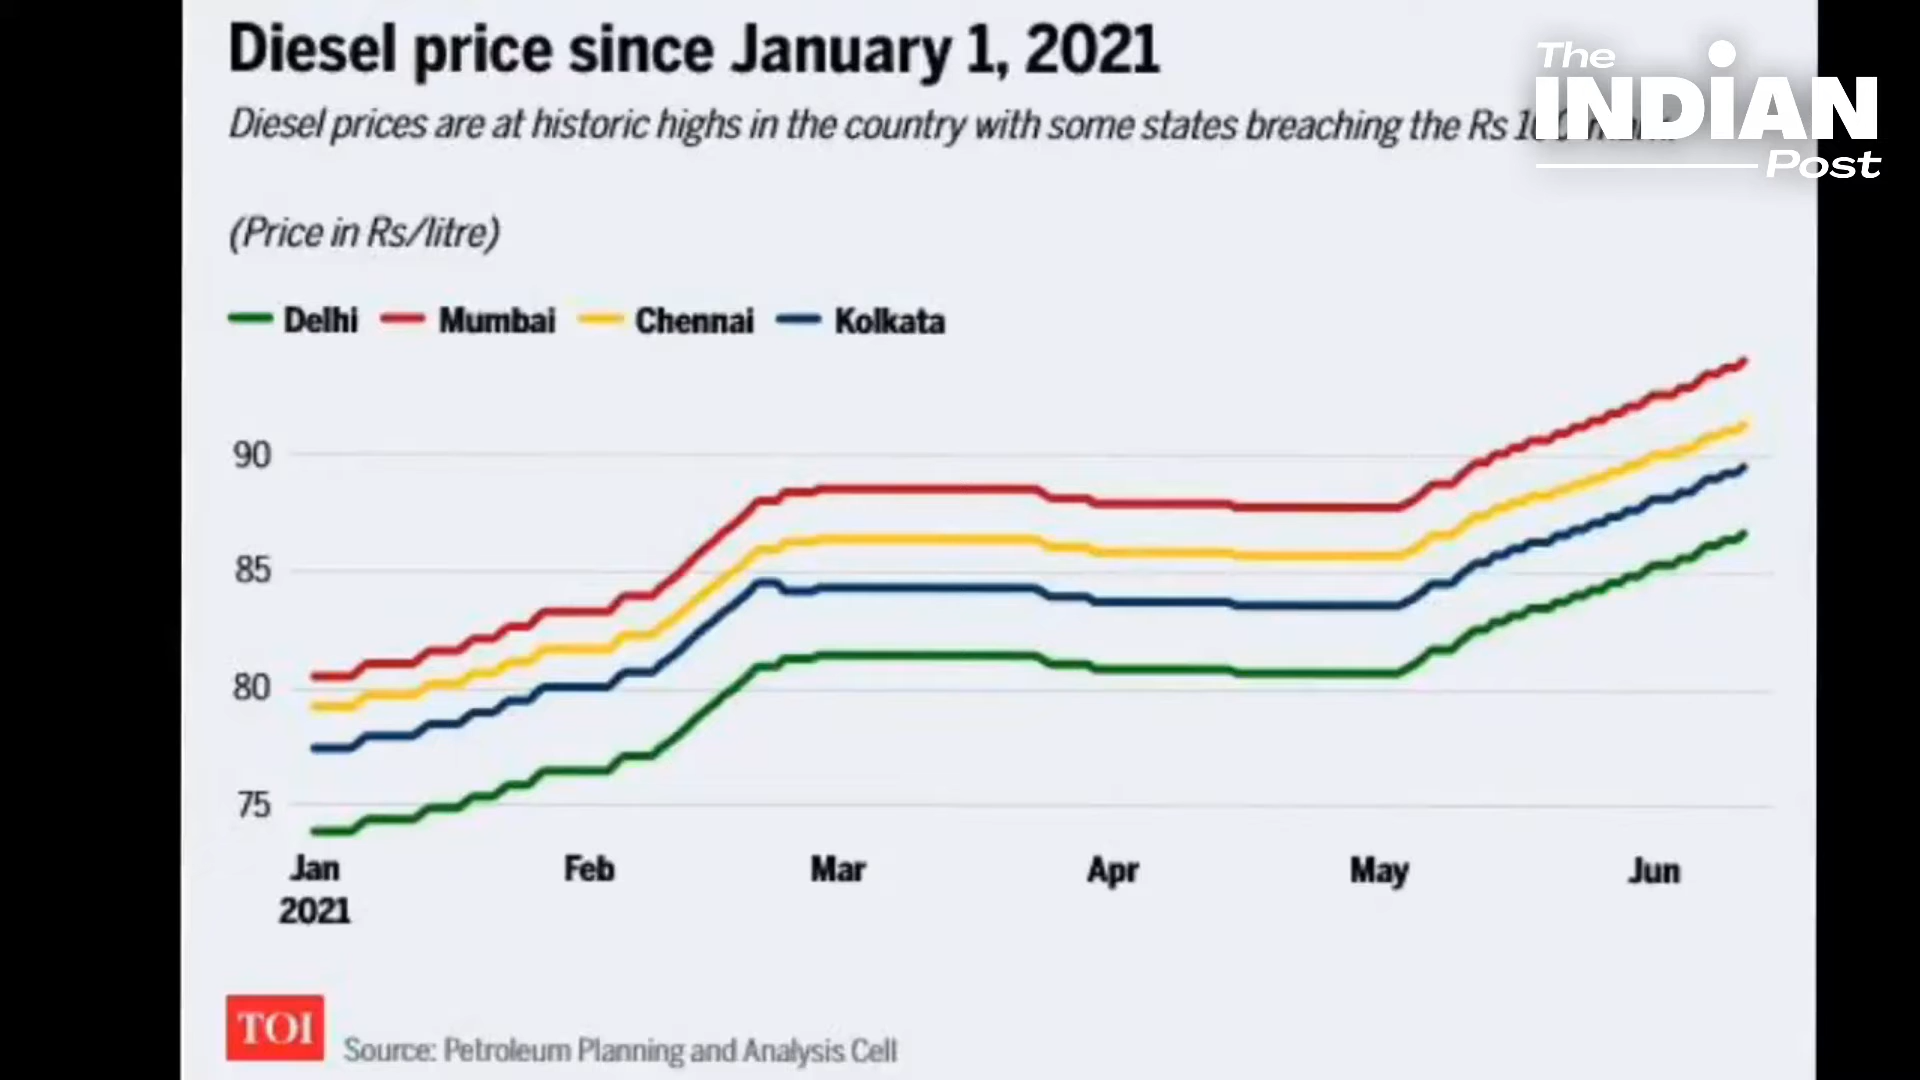 Diesel price since January 1, 2021
The
INDIAN
Post
Diesel prices are at historic highs in the country with some states breaching the Rs
(Price in Rs/litre)
Delhi Mumbai Chennai Kolkata
90
85
80
75
Jan Feb Mar Apr May Jun
2021
TOI
Source: Petroleum Planning and Analysis Cell